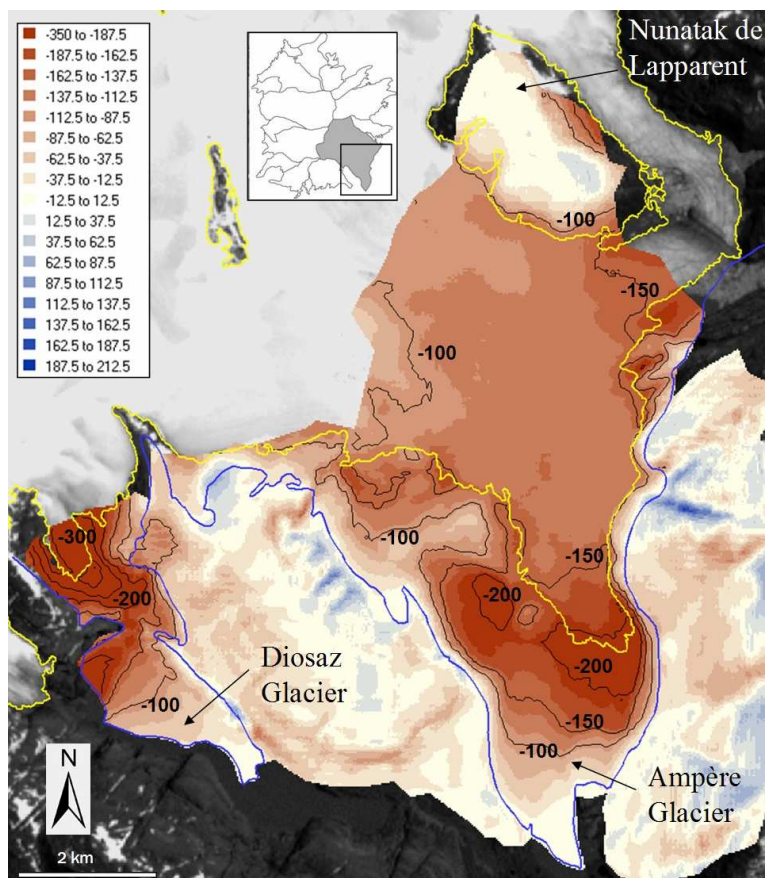 -350 to -187.5
-187.5 to -162.5
-162.5 to -137.5
-137.5 to -112.5
-112.5 to -87.5
-87.5 to -62.5
-62.5 to -37.5
-37.5 to -12.5
-12.5 to 12.5
12.5 to 37.5
37.5 to 62.5
62.5 to 87.5
87.5 to 112.5
112.5 to 137.5
137.5 to 162.5
162.5 to 187.5
187.5 to 212.5
Nunatak de
Lapparent
-100
-150
-100
-300
-100
-150
-200
-200
-200
Diosaz
Glacier
-100
-150
-100
Ampère
Glacier
N
2 km